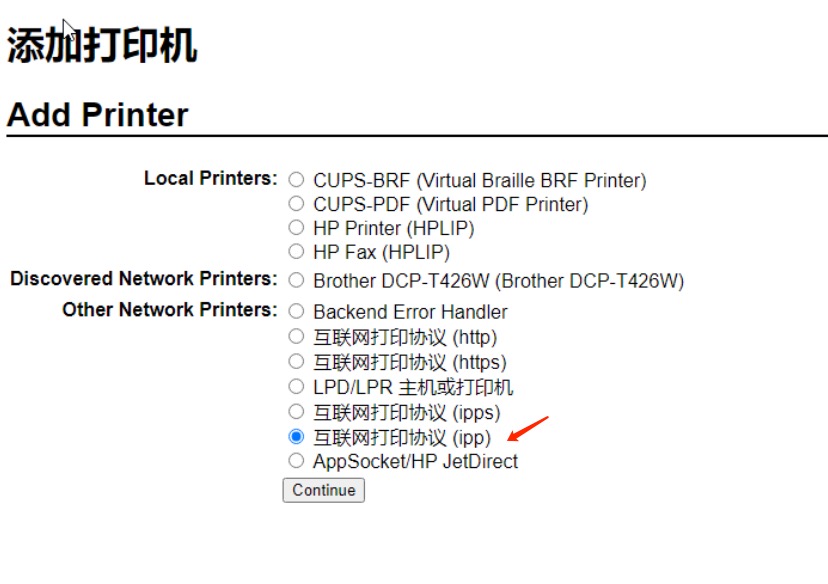 添加打印机
Add Printer
Local Printers: CUPS-BRF (Virtual Braille BRF Printer)
CUPS-PDF (Virtual PDF Printer)
HP Printer (HPLIP)
HP Fax (HPLIP)
Discovered Network Printers: Brother DCP-T426W (Brother DCP-T426W)
Other Network Printers: Backend Error Handler
互联网打印协议 (http)
互联网打印协议 (https)
LPD/LPR 主机或打印机
互联网打印协议 (ipps)
互联网打印协议 (ipp)
AppSocket/HP JetDirect
Continue